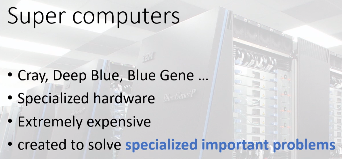 Super computers
• Cray, Deep Blue, Blue Gene ...
• Specialized hardware
• Extremely expensive
• created to solve specialized important problems